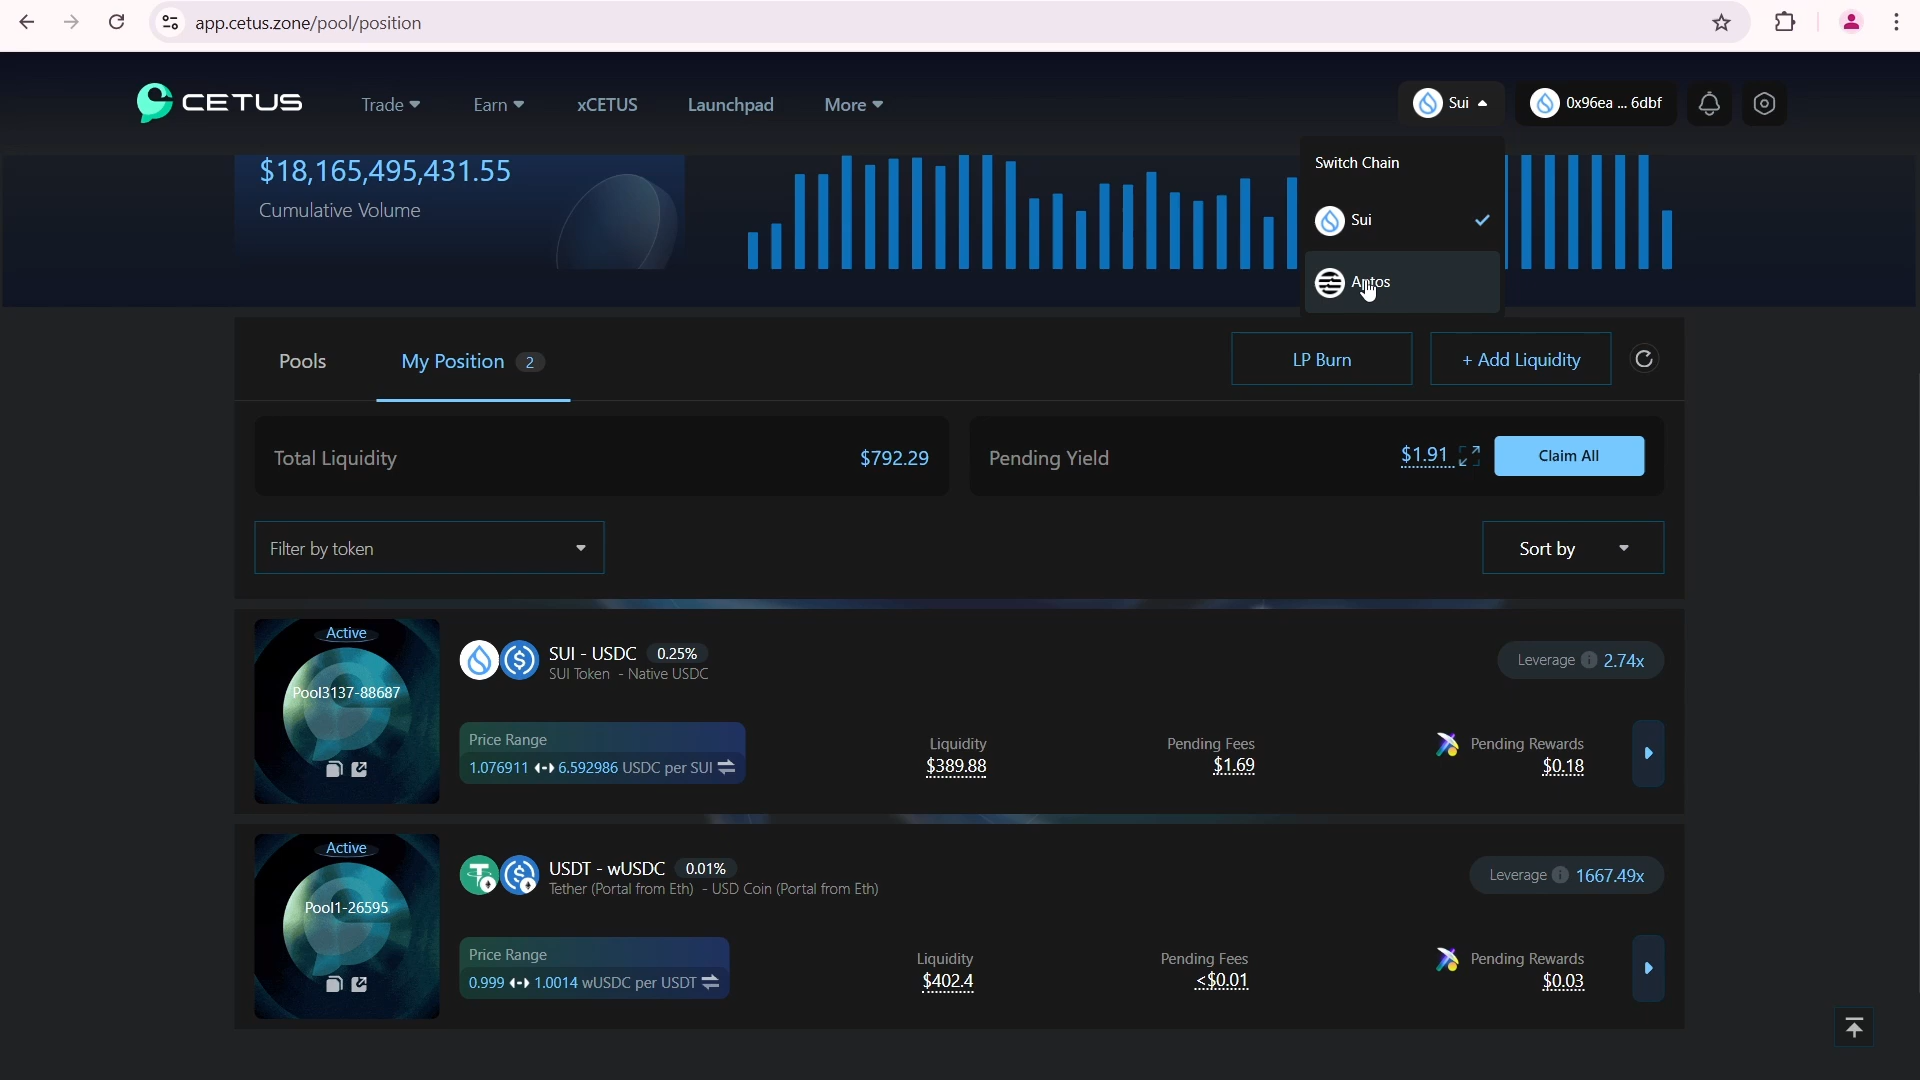 app.cetus.zone/pool/position
CETUS
Trade
Earn
xCETUS
Launchpad
More
Sui
0x96ea ... 6dbf
$18,165,495,431.55
Cumulative Volume
Switch Chain
Sui
Aptos
Pools
My Position 2
LP Burn
+ Add Liquidity
Total Liquidity
$792.29
Pending Yield
$1.91
Claim All
Filter by token
Sort by
Active
Pool3137-88687
SUI - USDC 0.25%
SUI Token - Native USDC
Leverage 2.74x
Price Range
1.076911 6.592986 USDC per SUI
Liquidity
$389.88
Pending Fees
$1.69
Pending Rewards
$0.18
Active
Pool1-26595
USDT - wUSDC 0.01%
Tether (Portal from Eth) - USD Coin (Portal from Eth)
Leverage 1667.49x
Price Range
0.999 1.0014 wUSDC per USDT
Liquidity
$402.4
Pending Fees
<$0.01
Pending Rewards
$0.03